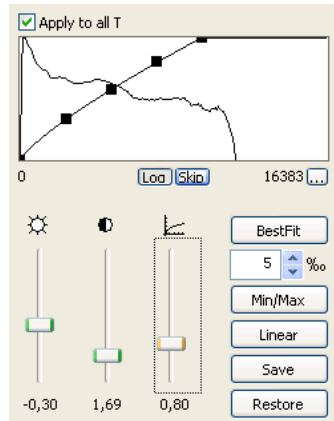 Apply to all T
0 Log Skip 16383 ...
BestFit
5 ‰
Min/Max
Linear
Save
-0,30 1,69 0,80 Restore